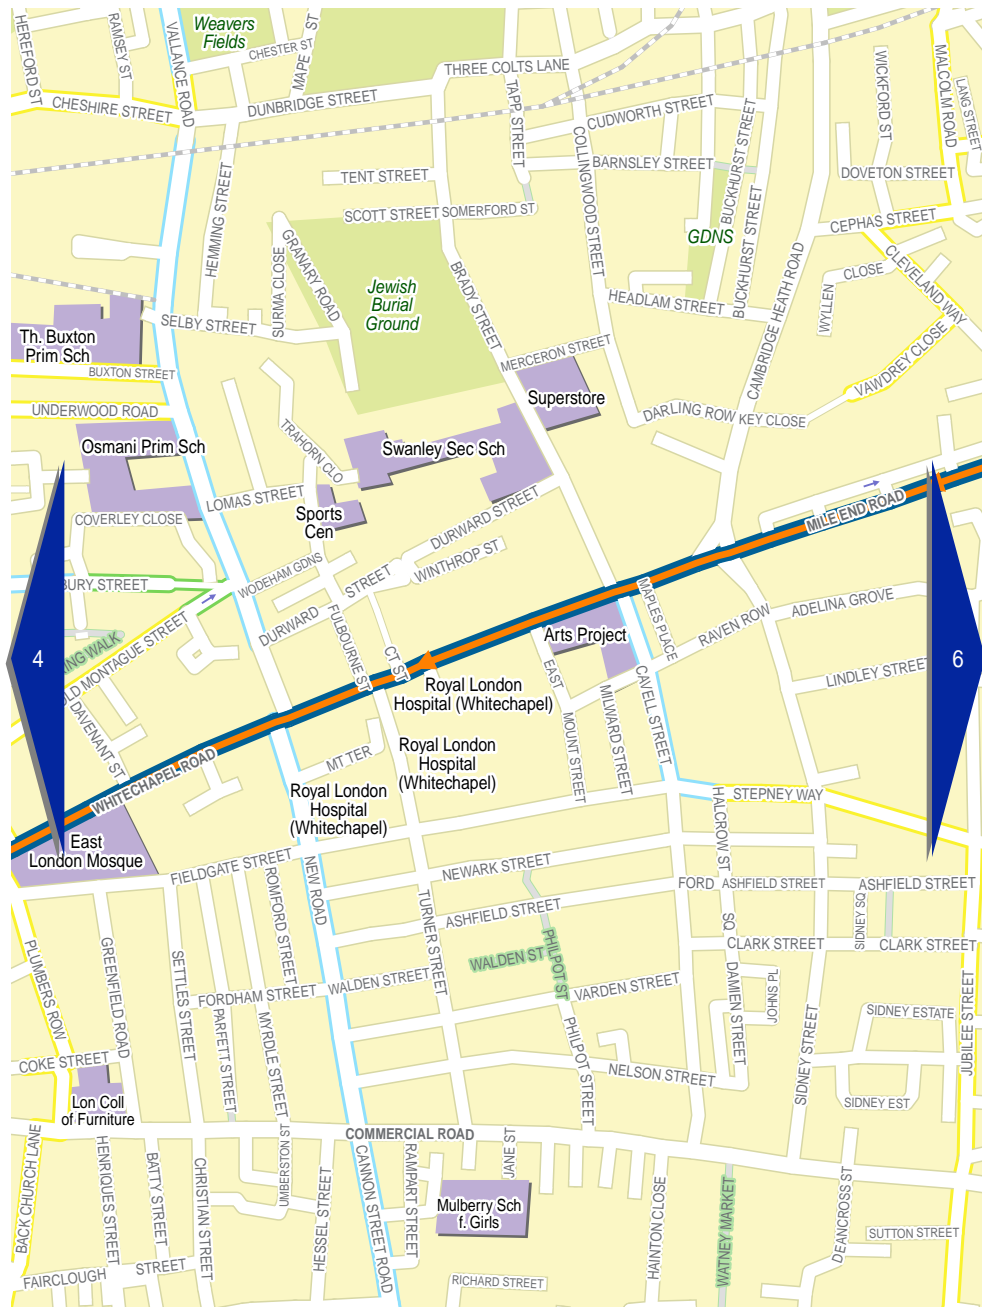 HEREFORD ST
RAMSEY ST
VALLANCE ROAD
Weavers
Fields
CHESTER ST
MAPE ST
THREE COLTS LANE
CHESHIRE STREET
DUNBRIDGE STREET
TAPP STREET
CUDWORTH STREET
COLLINGWOOD STREET
BUCKHURST STREET
WICKFORD ST
MALCOLM ROAD
LANG STREET
BARNSLEY STREET
TENT STREET
DOVETON STREET
HEMMING STREET
SCOTT STREET
SOMERFORD ST
BUCKHURST STREET
CEPHAS STREET
GDNS
GRANARY ROAD
SURMA CLOSE
BRADY STREET
CAMBRIDGE HEATH ROAD
CLEVELAND WAY
WYLLEN
CLOSE
Jewish
Burial
Ground
HEADLAM STREET
SELBY STREET
Th. Buxton
Prim Sch
BUXTON STREET
MERCERON STREET
VAWDREY CLOSE
Superstore
UNDERWOOD ROAD
DARLING ROW
KEY CLOSE
TRAHORN CLO
Osmani Prim Sch
Swanley Sec Sch
LOMAS STREET
Sports
Cen
COVERLEY CLOSE
DURWARD STREET
MILE END ROAD
WINTHROP ST
WODEHAM GDNS
BURY STREET
DURWARD
STREET
FULBOURNE ST
CT ST
MAPLES PLACE
RAVEN ROW
ADELINA GROVE
OLD MONTAGUE STREET
RING WALK
Arts Project
4
6
EAST
MOUNT STREET
MILWARD STREET
CAVELL STREET
LINDLEY STREET
DAVENANT ST
Royal London
Hospital (Whitechapel)
MT TER
Royal London
Hospital
(Whitechapel)
WHITECHAPEL ROAD
Royal London
Hospital
(Whitechapel)
STEPNEY WAY
HALCROW ST
East
London Mosque
FIELDGATE STREET
NEW ROAD
ROMFORD STREET
NEWARK STREET
FORD
SQ
ASHFIELD STREET
ASHFIELD STREET
TURNER STREET
ASHFIELD STREET
SIDNEY SQ
PLUMBERS ROW
GREENFIELD ROAD
SETTLES STREET
WALDEN ST
PHILPOT ST
CLARK STREET
CLARK STREET
FORDHAM STREET
WALDEN STREET
VARDEN STREET
DAMIEN STREET
JOHNS PL
PARFETT STREET
MYRDLE STREET
PHILPOT STREET
SIDNEY STREET
SIDNEY ESTATE
JUBILEE STREET
COKE STREET
NELSON STREET
Lon Coll
of Furniture
SIDNEY EST
COMMERCIAL ROAD
BACK CHURCH LANE
HENRIQUES STREET
BATTY STREET
CHRISTIAN STREET
UMBERSTON ST
HESSEL STREET
CANNON STREET ROAD
RAMPART STREET
JANE ST
HAINTON CLOSE
WATNEY MARKET
DEANCROSS ST
Mulberry Sch
f. Girls
SUTTON STREET
FAIRCLOUGH
STREET
RICHARD STREET